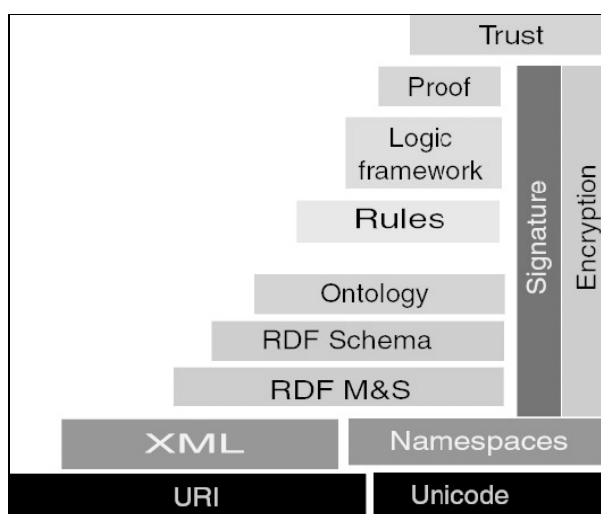 Trust
Proof
Logic
framework
Rules
Ontology
RDF Schema
RDF M&S
Signature
Encryption
XML
Namespaces
URI
Unicode